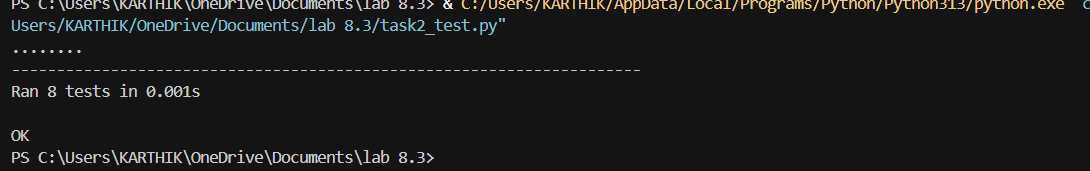 PS C:\Users\KARTHIK\OneDrive\Documents\lab 8.3> & C:/Users/KARTHIK/AppData/Local/Programs/Python/Python313/python.exe
Users/KARTHIK/OneDrive/Documents/lab 8.3/task2_test.py"
........
----------------------------------------------------------------------
Ran 8 tests in 0.001s
OK
PS C:\Users\KARTHIK\OneDrive\Documents\lab 8.3>